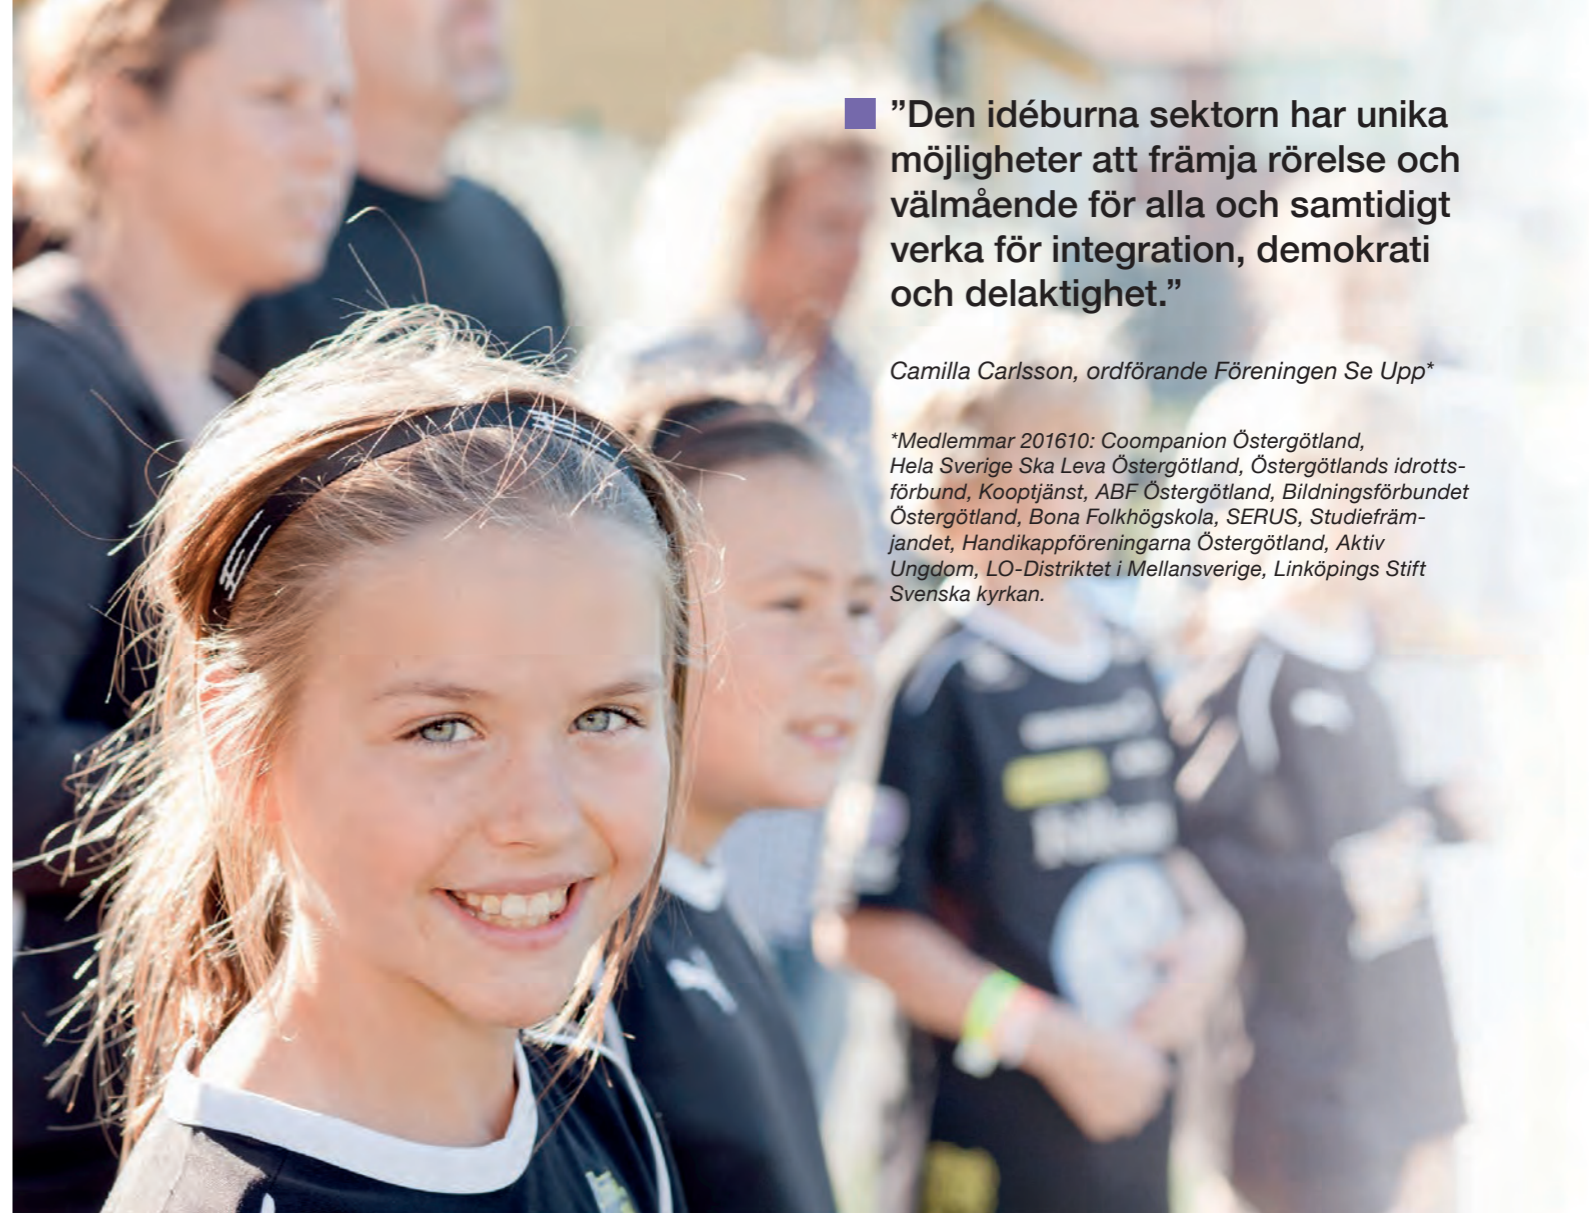 ”Den idéburna sektorn har unika
möjligheter att främja rörelse och
välmående för alla och samtidigt
verka för integration, demokrati
och delaktighet.”
Camilla Carlsson, ordförande Föreningen Se Upp*
*Medlemmar 201610: Coompanion Östergötland,
Hela Sverige Ska Leva Östergötland, Östergötlands idrotts-
förbund, Kooptjänst, ABF Östergötland, Bildningsförbundet
Östergötland, Bona Folkhögskola, SERUS, Studiefräm-
jandet, Handikappföreningarna Östergötland, Aktiv
Ungdom, LO-Distriktet i Mellansverige, Linköpings Stift
Svenska kyrkan.